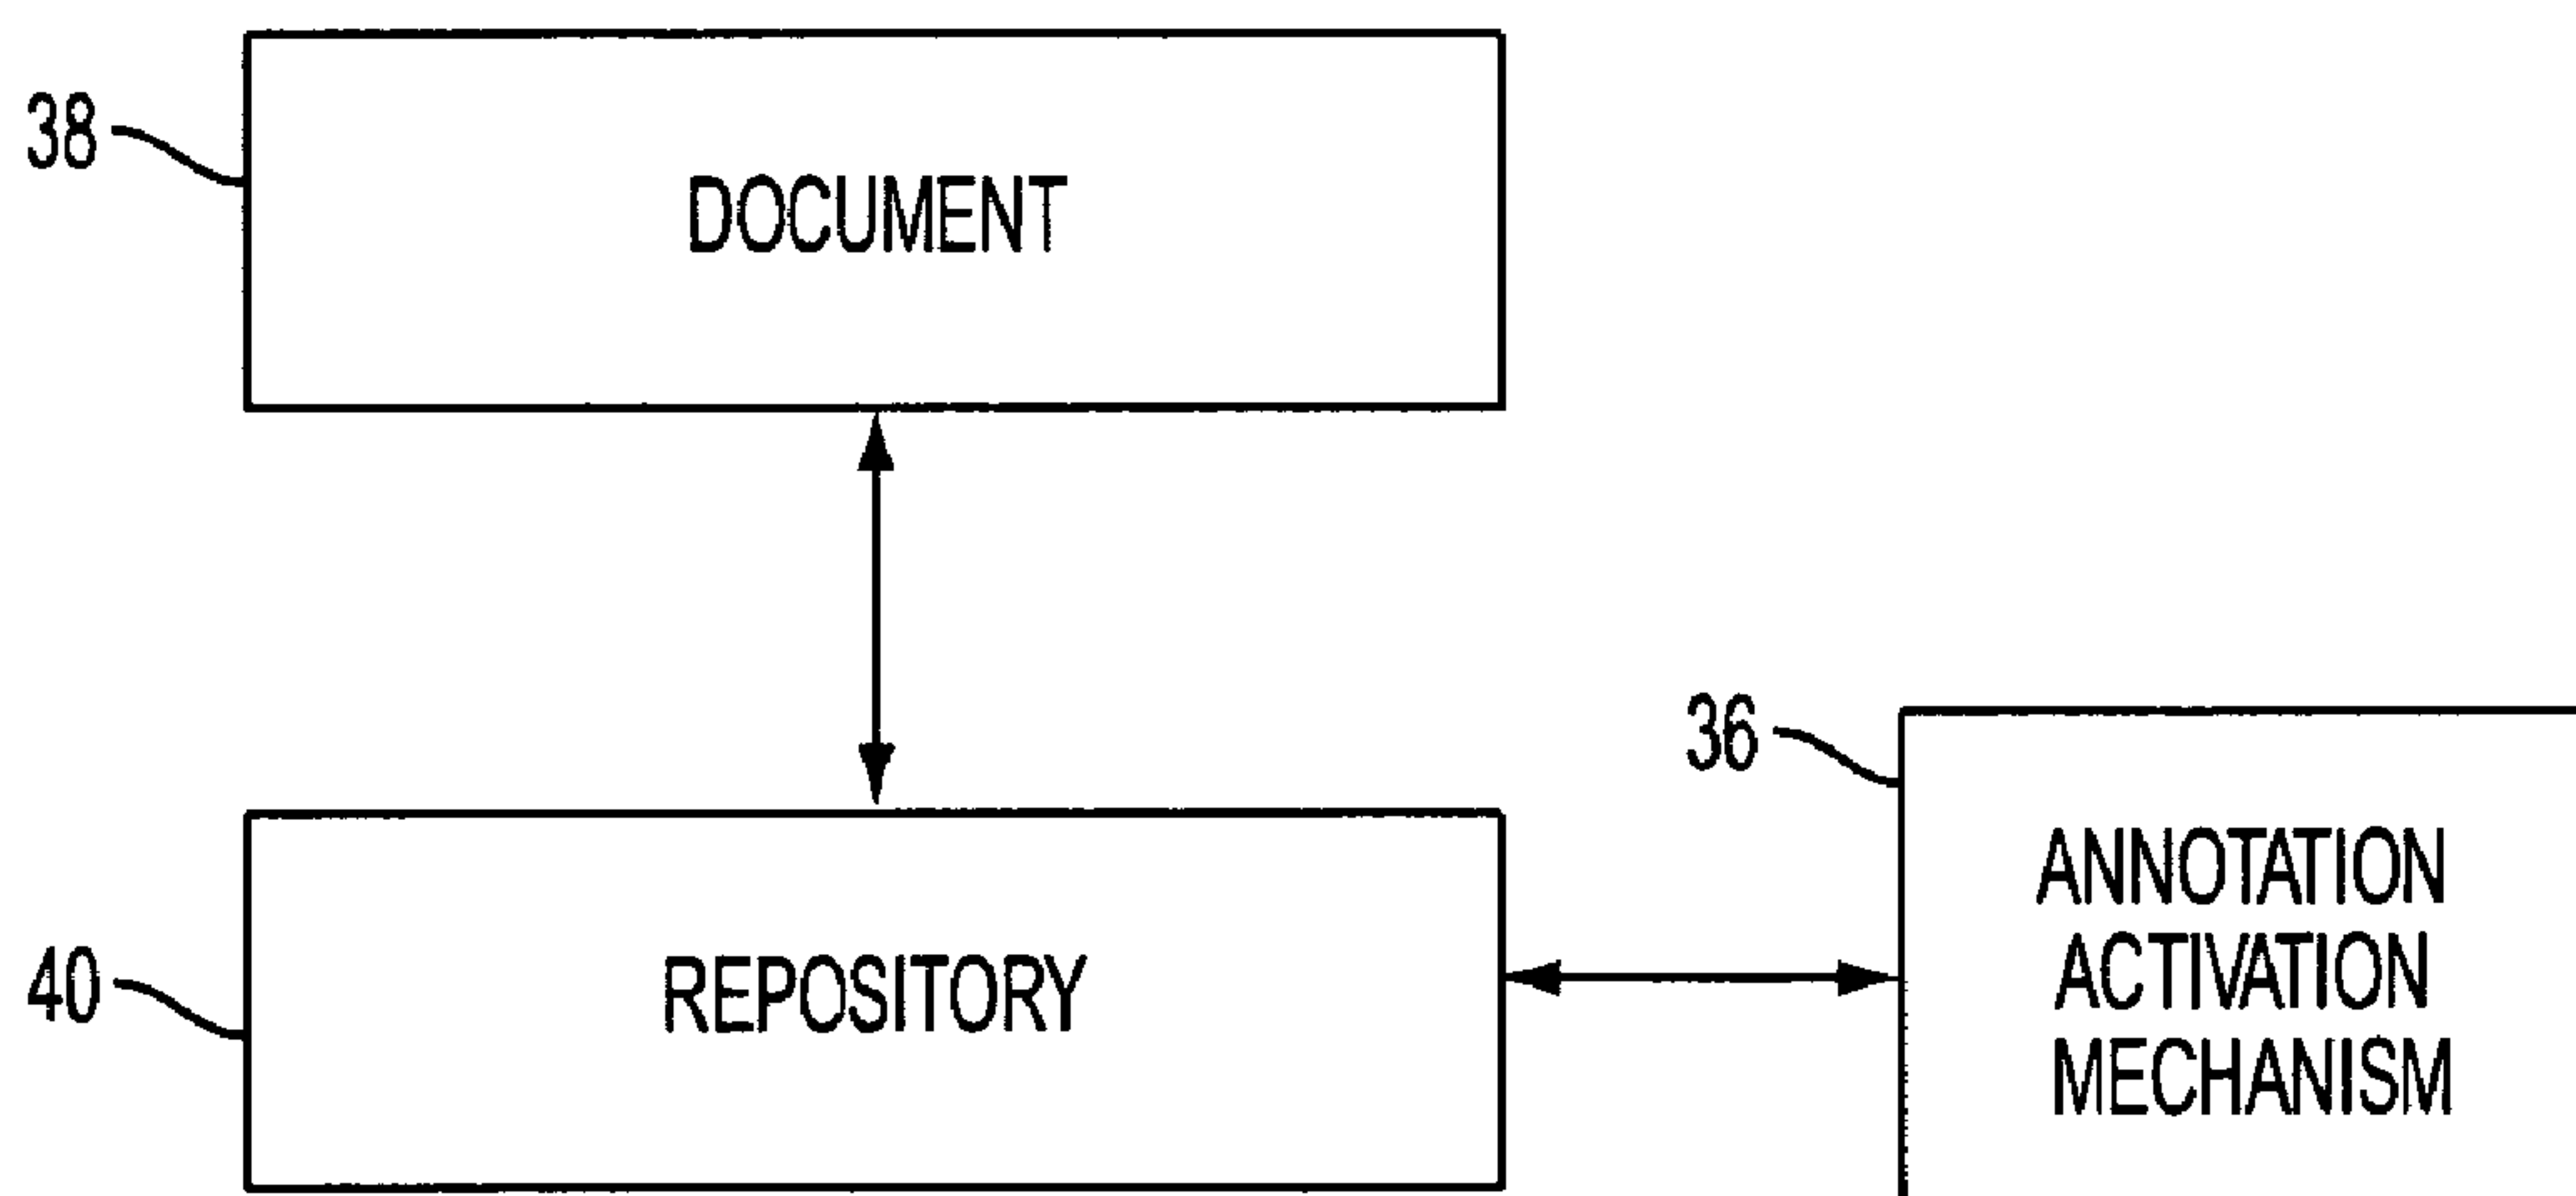 38
DOCUMENT
36
40
REPOSITORY
ANNOTATION
ACTIVATION
MECHANISM